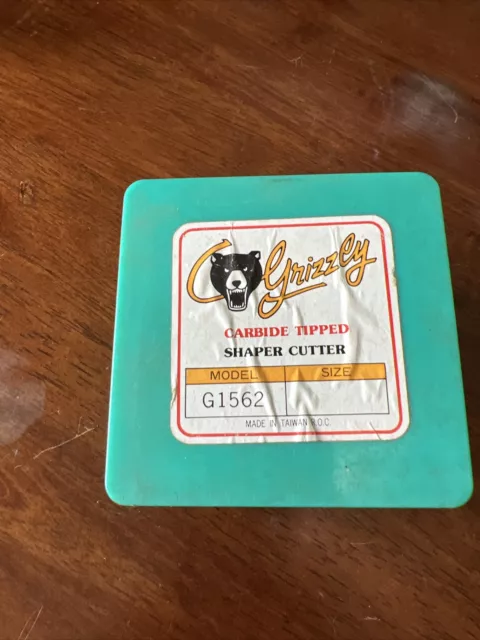 Grizzly
CARBIDE TIPPED
SHAPER CUTTER
MODEL SIZE
G1562
MADE IN TAIWAN R.O.C.